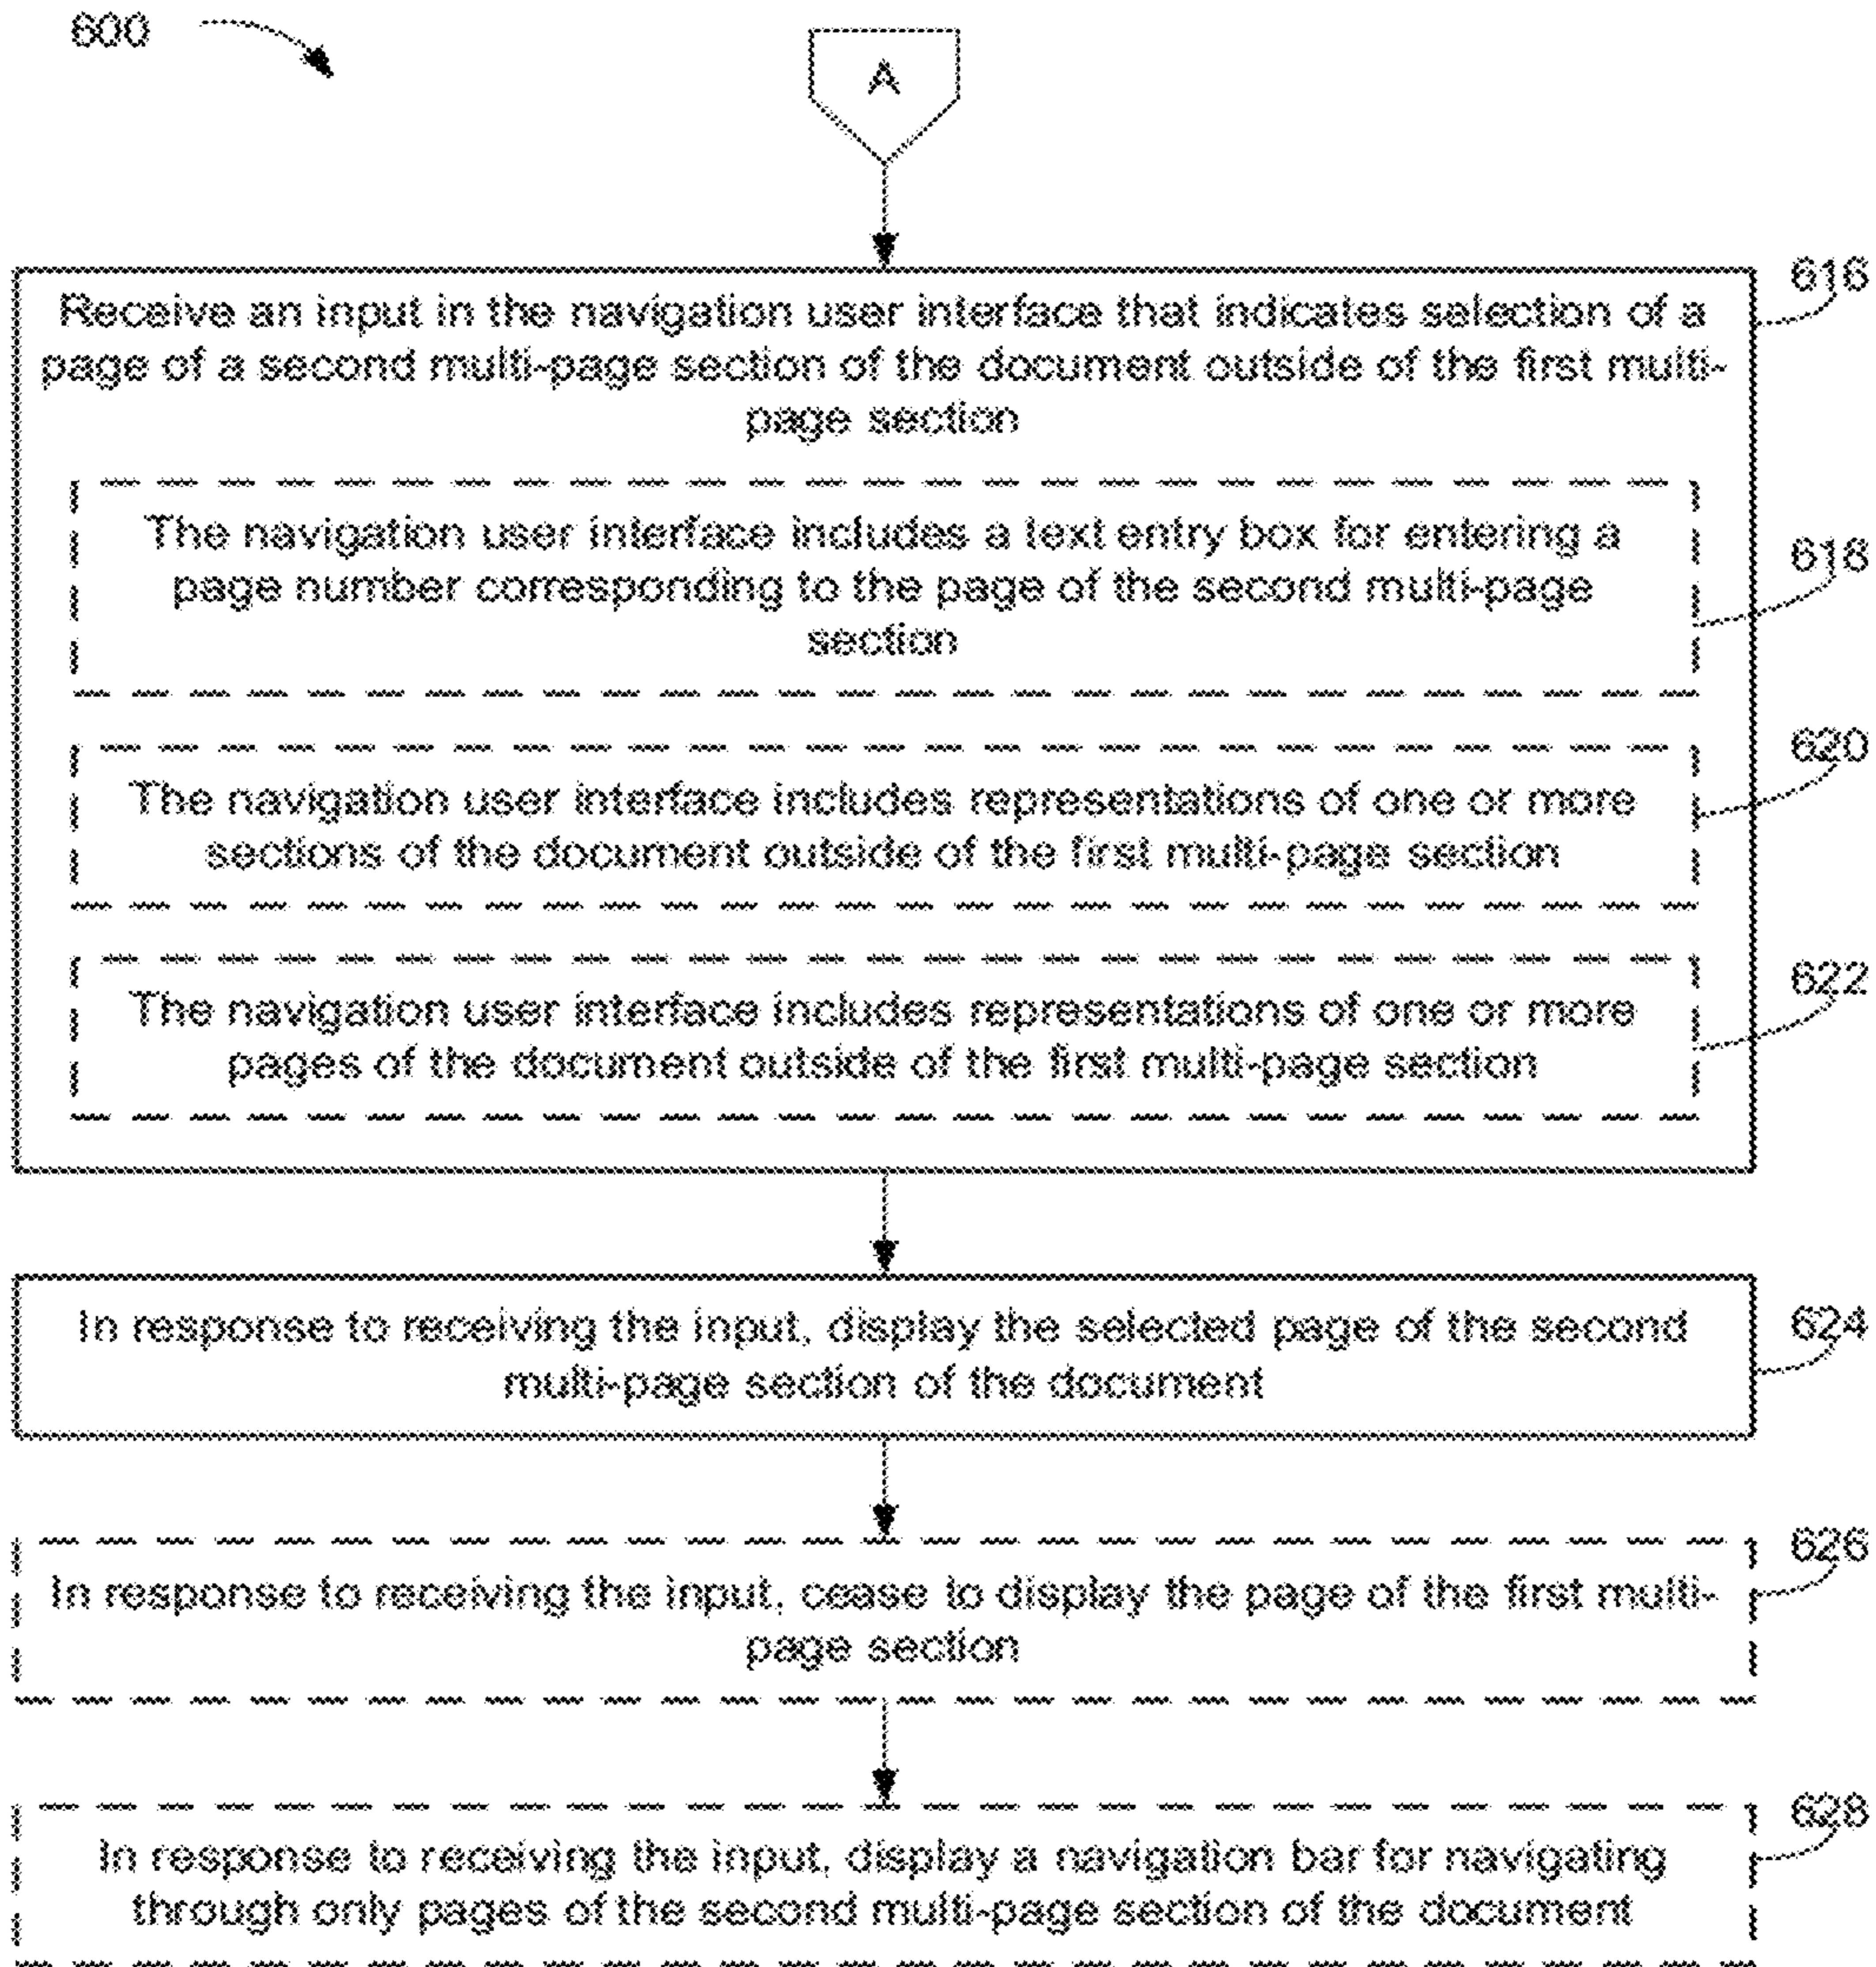 600
A
Receive an input in the navigation user interface that indicates selection of a
page of a second multi-page section of the document outside of the first multi-
page section
616
The navigation user interface includes a text entry box for entering a
page number corresponding to the page of the second multi-page
section
618
The navigation user interface includes representations of one or more
sections of the document outside of the first multi-page section
620
The navigation user interface includes representations of one or more
pages of the document outside of the first multi-page section
622
In response to receiving the input, display the selected page of the second
multi-page section of the document
624
In response to receiving the input, cease to display the page of the first multi-
page section
626
In response to receiving the input, display a navigation bar for navigating
through only pages of the second multi-page section of the document
628